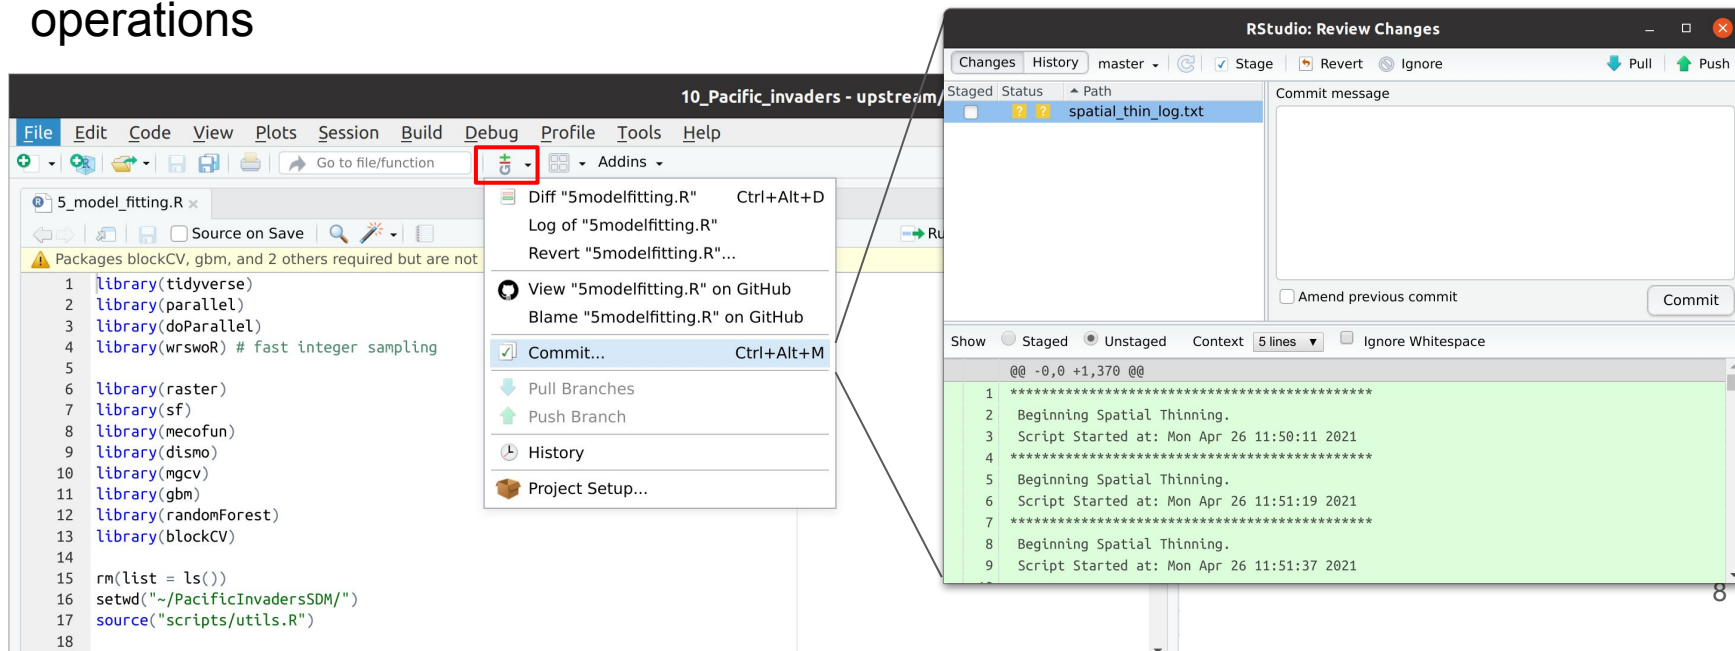 operations
10_Pacific_invaders - upstream/
File Edit Code View Plots Session Build Debug Profile Tools Help
Go to file/function
Git
Addins
5_model_fitting.R
Source on Save
Ru
Packages blockCV, gbm, and 2 others required but are not
1 library(tidyverse)
2 library(parallel)
3 library(doParallel)
4 library(wrswoR) # fast integer sampling
5
6 library(raster)
7 library(sf)
8 library(mecofun)
9 library(dismo)
10 library(mgcv)
11 library(gbm)
12 library(randomForest)
13 library(blockCV)
14
15 rm(list = ls())
16 setwd("~/PacificInvadersSDM/")
17 source("scripts/utils.R")
18
Diff "5modelfitting.R" Ctrl+Alt+D
Log of "5modelfitting.R"
Revert "5modelfitting.R"...
View "5modelfitting.R" on GitHub
Blame "5modelfitting.R" on GitHub
Commit... Ctrl+Alt+M
Pull Branches
Push Branch
History
Project Setup...
RStudio: Review Changes
Changes History master Stage Revert Ignore Pull Push
Staged Status Path
? ? spatial_thin_log.txt
Commit message
Amend previous commit
Commit
Show Staged Unstaged Context 5 lines Ignore Whitespace
@@ -0,0 +1,370 @@
1 **********************************************
2 Beginning Spatial Thinning.
3 Script Started at: Mon Apr 26 11:50:11 2021
4 **********************************************
5 Beginning Spatial Thinning.
6 Script Started at: Mon Apr 26 11:51:19 2021
7 **********************************************
8 Beginning Spatial Thinning.
9 Script Started at: Mon Apr 26 11:51:37 2021
8